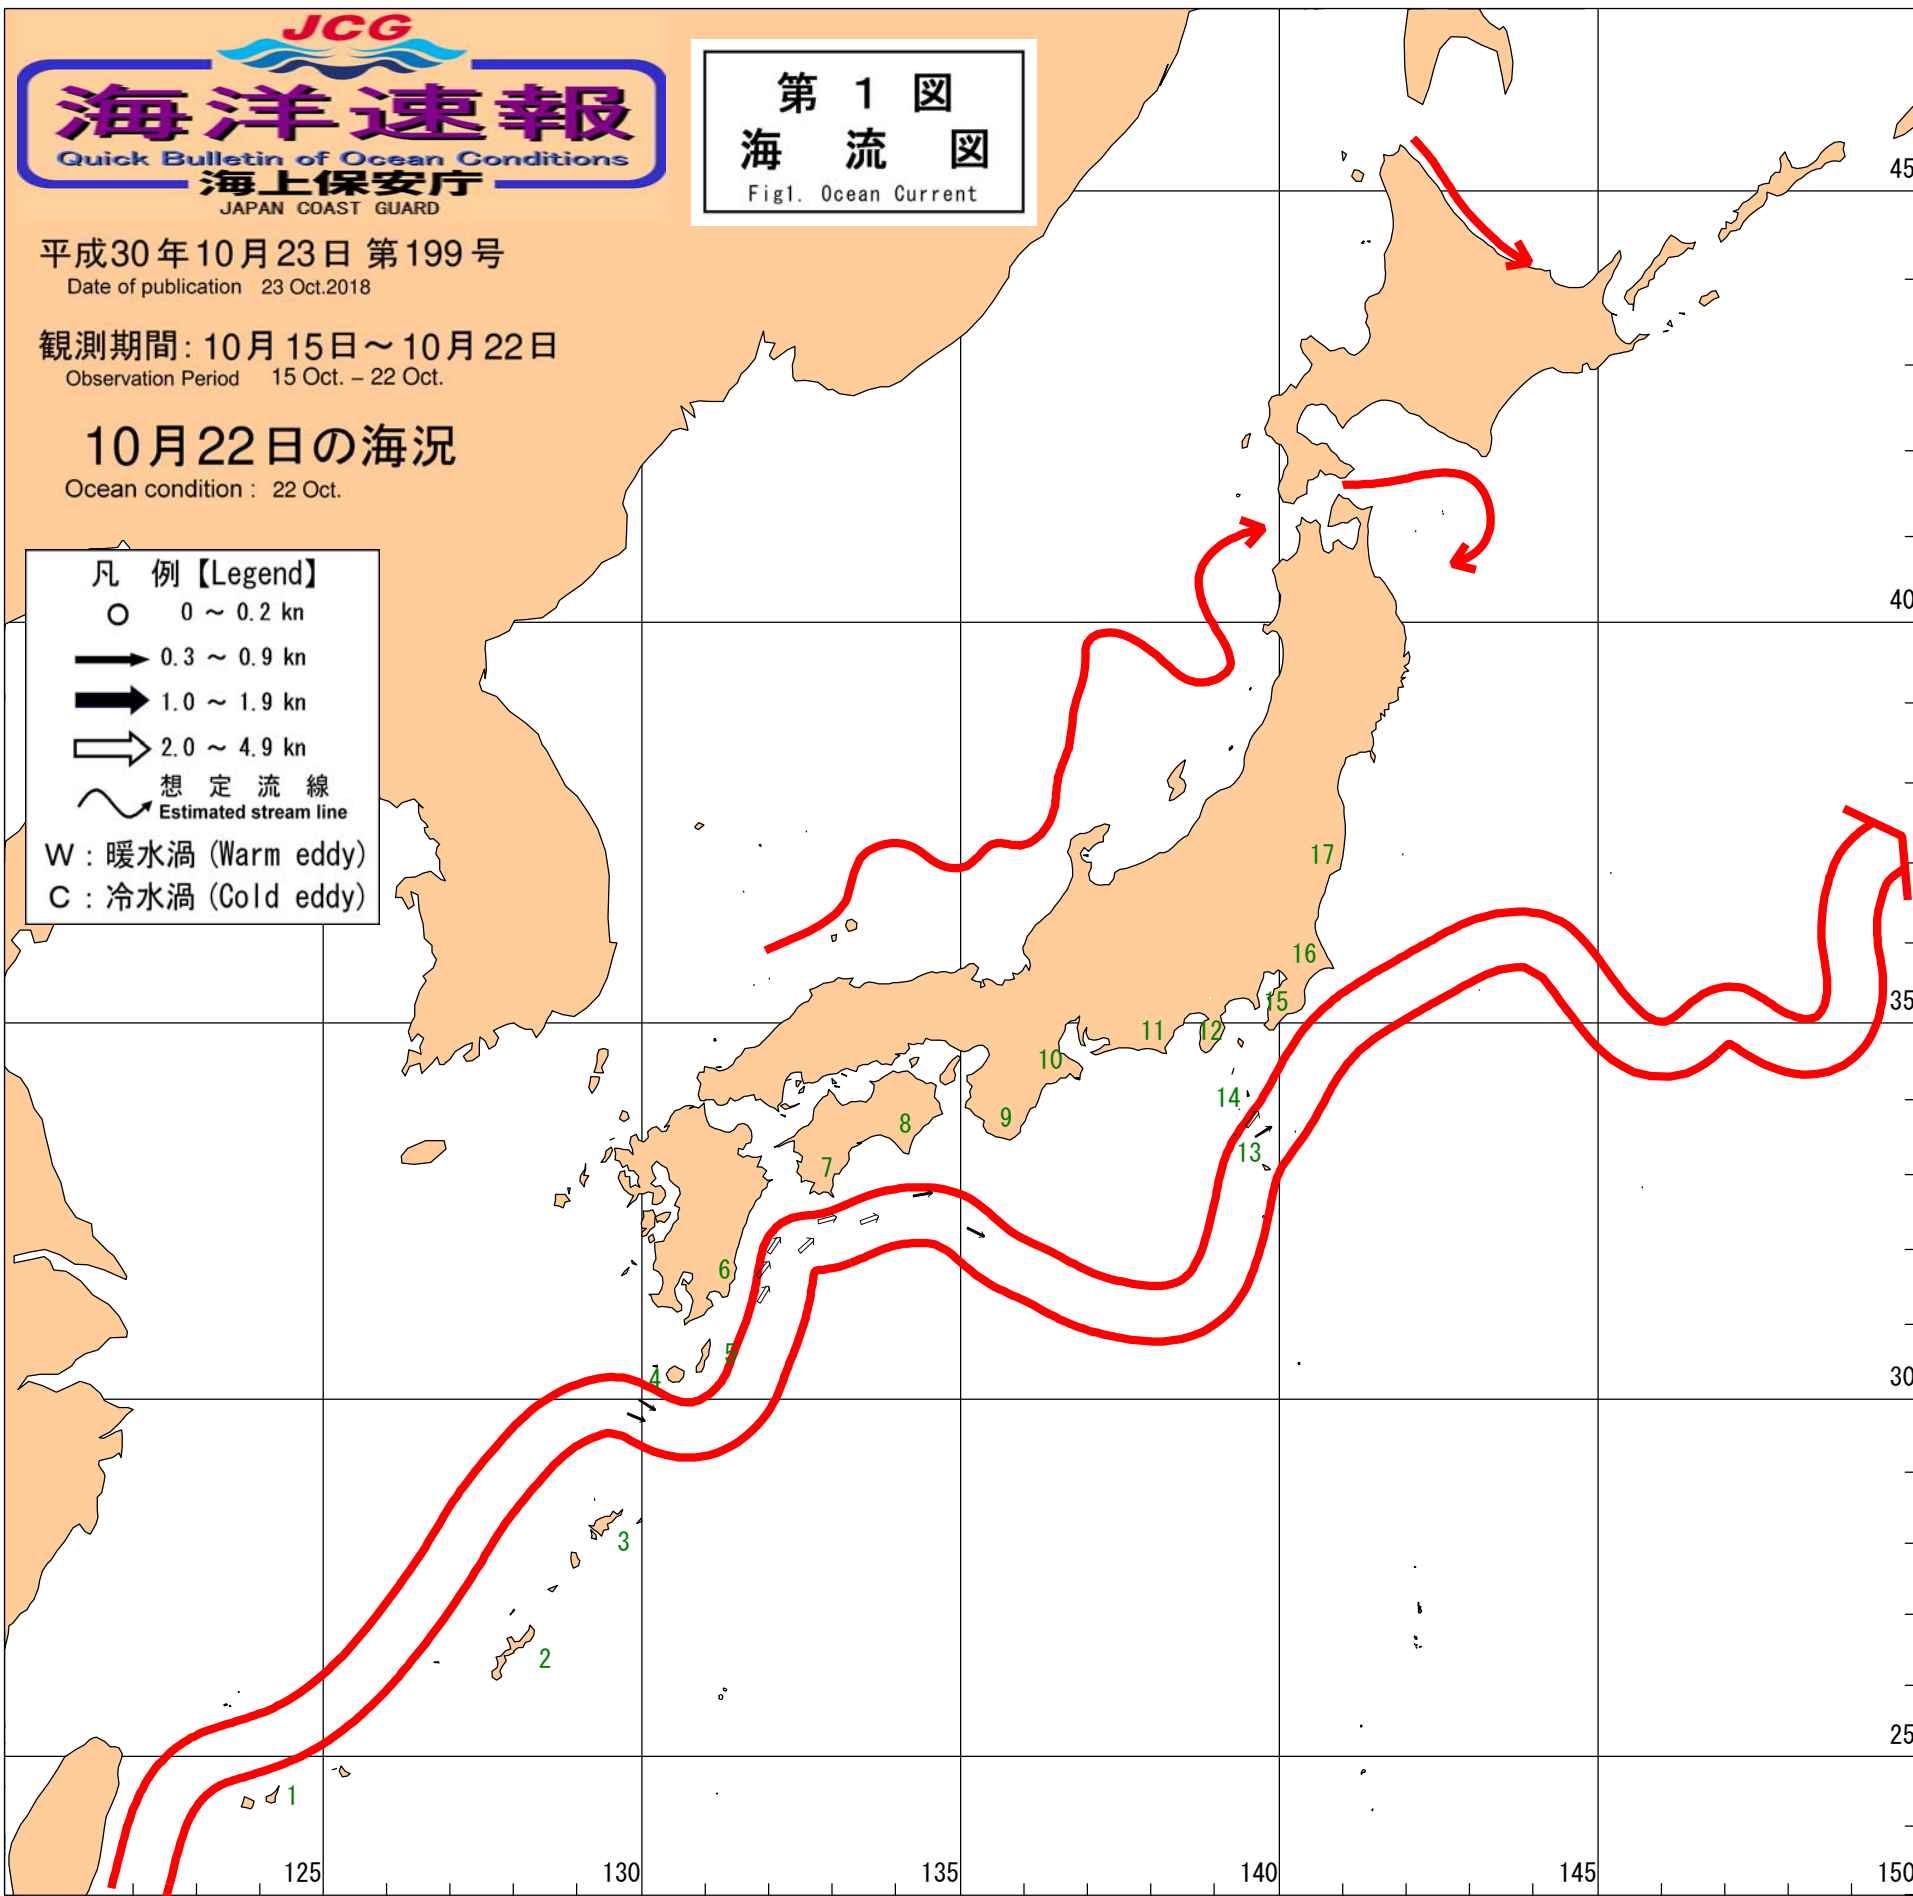 JCG
海洋速報
Quick Bulletin of Ocean Conditions
海上保安庁
JAPAN COAST GUARD
第 1 図
海 流 図
Fig1. Ocean Current
平成30年10月23日 第199号
Date of publication 23 Oct.2018
観測期間: 10月15日～10月22日
Observation Period 15 Oct. – 22 Oct.
10月22日の海況
Ocean condition : 22 Oct.
凡 例【Legend】
0 ～ 0.2 kn
0.3 ～ 0.9 kn
1.0 ～ 1.9 kn
2.0 ～ 4.9 kn
想 定 流 線
Estimated stream line
W : 暖水渦 (Warm eddy)
C : 冷水渦 (Cold eddy)
45
40
35
30
25
125
130
135
140
145
150
17
16
15
12
11
10
14
9
8
13
7
6
5
4
3
2
1